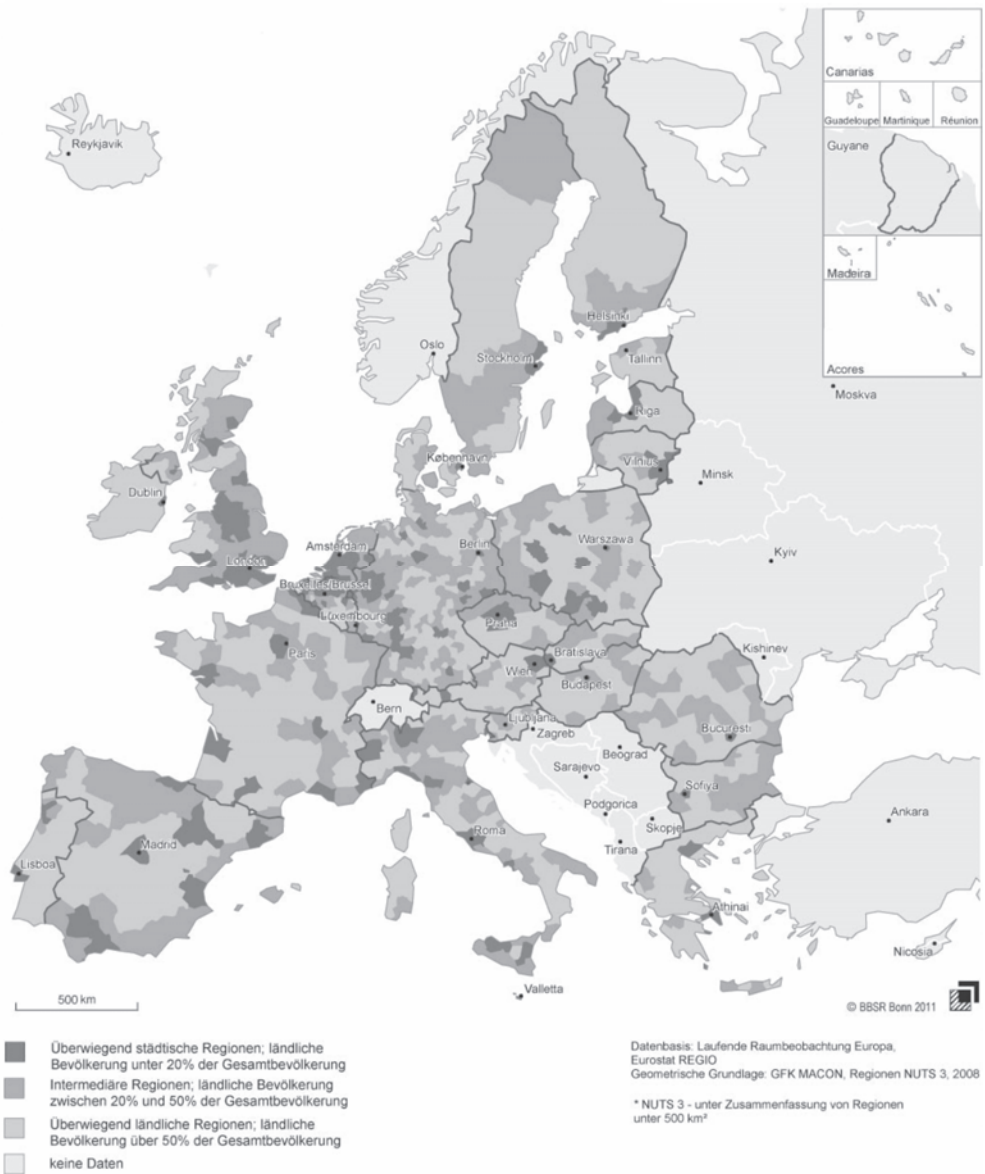 Canarias
Guadeloupe
Martinique
Réunion
Guyane
Madeira
Acores
Reykjavik
Oslo
Helsinki
Stockholm
Tallinn
Moskva
Riga
København
Vilnius
Minsk
Dublin
Amsterdam
Berlin
Warszawa
London
Kyiv
Bruxelles/Brussel
Luxembourg
Praha
Paris
Kishinev
Bratislava
Wien
Budapest
Bern
Ljubljana
Zagreb
Bucuresti
Beograd
Sarajevo
Sofiya
Podgorica
Ankara
Skopje
Roma
Tirana
Madrid
Lisboa
Athinai
Nicosia
Valletta
500 km
© BBSR Bonn 2011
Überwiegend städtische Regionen; ländliche
Bevölkerung unter 20% der Gesamtbevölkerung
Intermediäre Regionen; ländliche Bevölkerung
zwischen 20% und 50% der Gesamtbevölkerung
Überwiegend ländliche Regionen; ländliche
Bevölkerung über 50% der Gesamtbevölkerung
keine Daten
Datenbasis: Laufende Raumbeobachtung Europa,
Eurostat REGIO
Geometrische Grundlage: GFK MACON, Regionen NUTS 3, 2008
* NUTS 3 - unter Zusammenfassung von Regionen
unter 500 km²